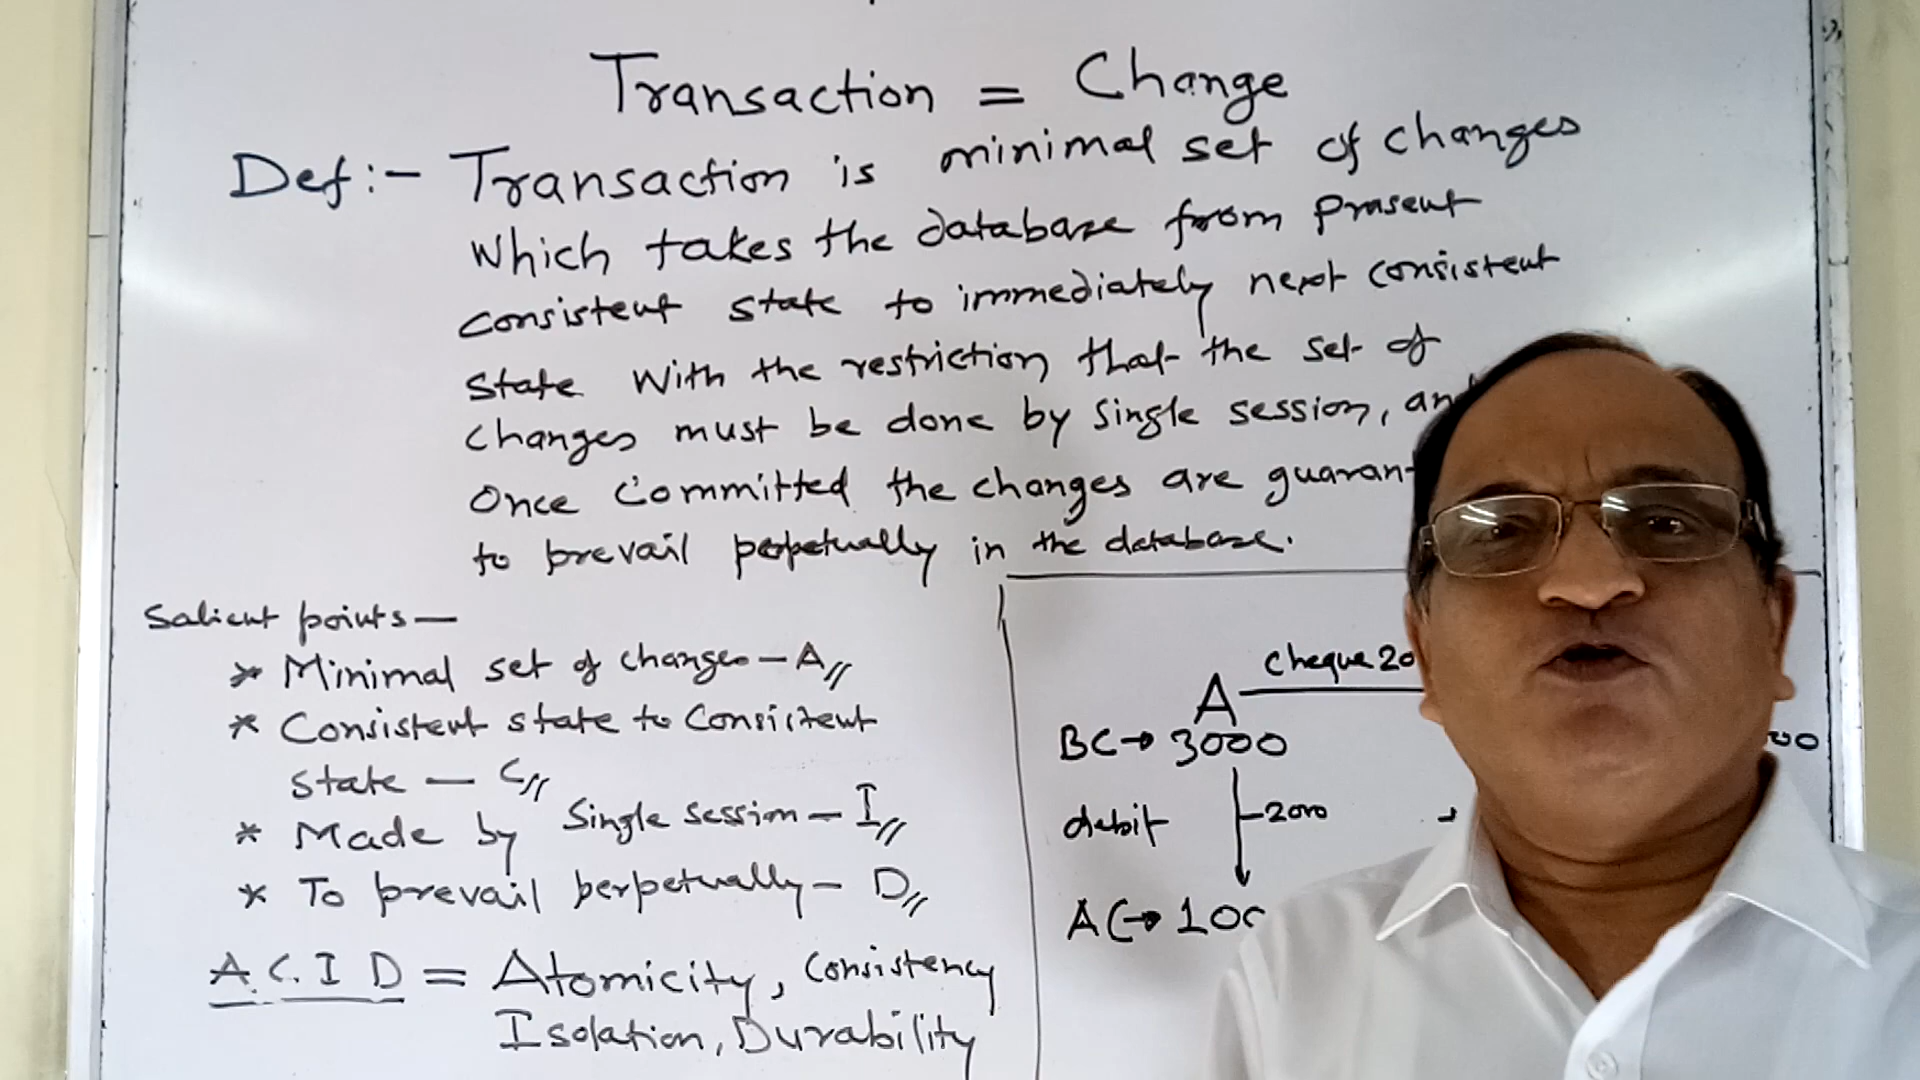 Transaction = Change
Def:- Transaction is minimal set of changes
Which takes the database from present
consistent state to immediately next consistent
state With the restriction that the set of
changes must be done by single session, an
Once committed the changes are guarant
to prevail perpetually in the database.
Salient points —
* Minimal set of changes - A
* Consistent state to Consistent
state — C
* Made by Single session - I
* To prevail perpetually - D
A.C.I D = Atomicity, Consistency
Isolation, Durability
Cheque 20
A
BC → 3000
debit 2000
AC → 100